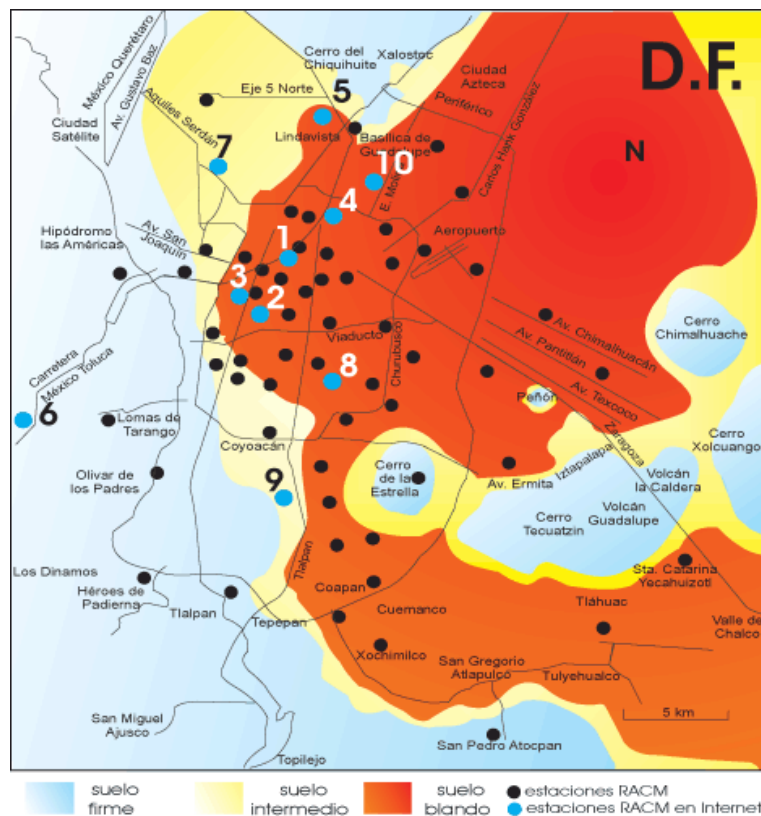 D.F.
N
México Querétaro
Av. Gustavo Baz
Aquiles Serdán
Ciudad
Satélite
Eje 5 Norte
Cerro del
Chiquihuite
Xalostoc
Ciudad
Azteca
Periférico
Carlos Hank González
5
Lindavista
Basílica de
Guadalupe
7
10
E. Molina
4
Av. San
Joaquín
Hipódromo
las Américas
1
Aeropuerto
3
2
Viaducto
Churubusco
Av. Chimalhuacán
Av. Pantitlán
Av. Texcoco
Cerro
Chimalhuache
Carretera
México Toluca
6
8
Peñón
Zaragoza
Lomas de
Tarango
Coyoacán
Cerro
Xolcuango
Olivar de
los Padres
Cerro
de la
Estrella
Av. Ermita
Iztapalapa
Volcán
la Caldera
Volcán
Guadalupe
Cerro
Tecuatzin
9
Tlalpan
Los Dinamos
Héroes de
Padierna
Tlalpan
Tepepan
Coapan
Cuemanco
Sta. Catarina
Yecahuizotl
Tláhuac
Valle de
Chalco
Xochimilco
San Gregorio
Atlapulco
Tulyehualco
San Miguel
Ajusco
5 km
San Pedro Atocpan
Topilejo
suelo
firme
suelo
intermedio
suelo
blando
estaciones RACM
estaciones RACM en Internet